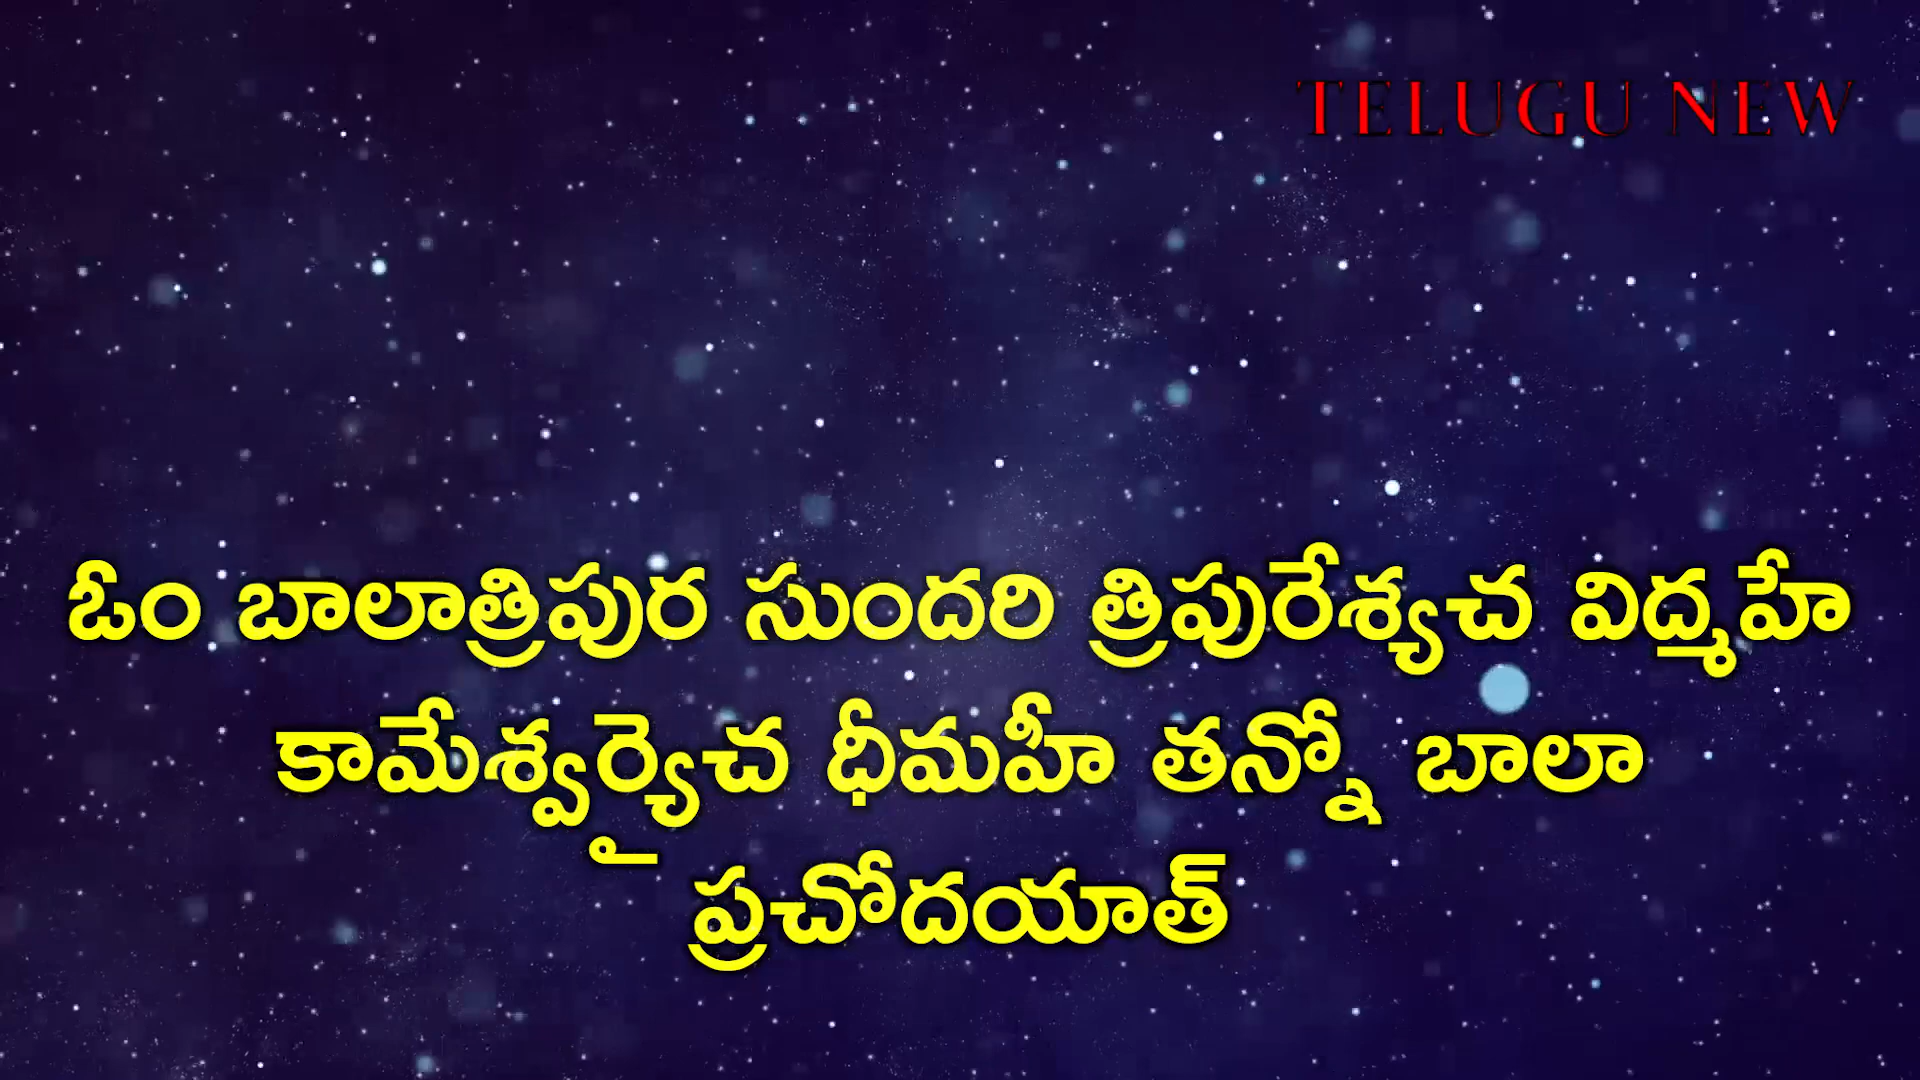 TELUGU NEW
ఓం బాలాత్రిపుర సుందరి త్రిపురేశ్యచ విద్మహే
కామేశ్వర్యైచ ధీమహీ తన్నో బాలా
ప్రచోదయాత్